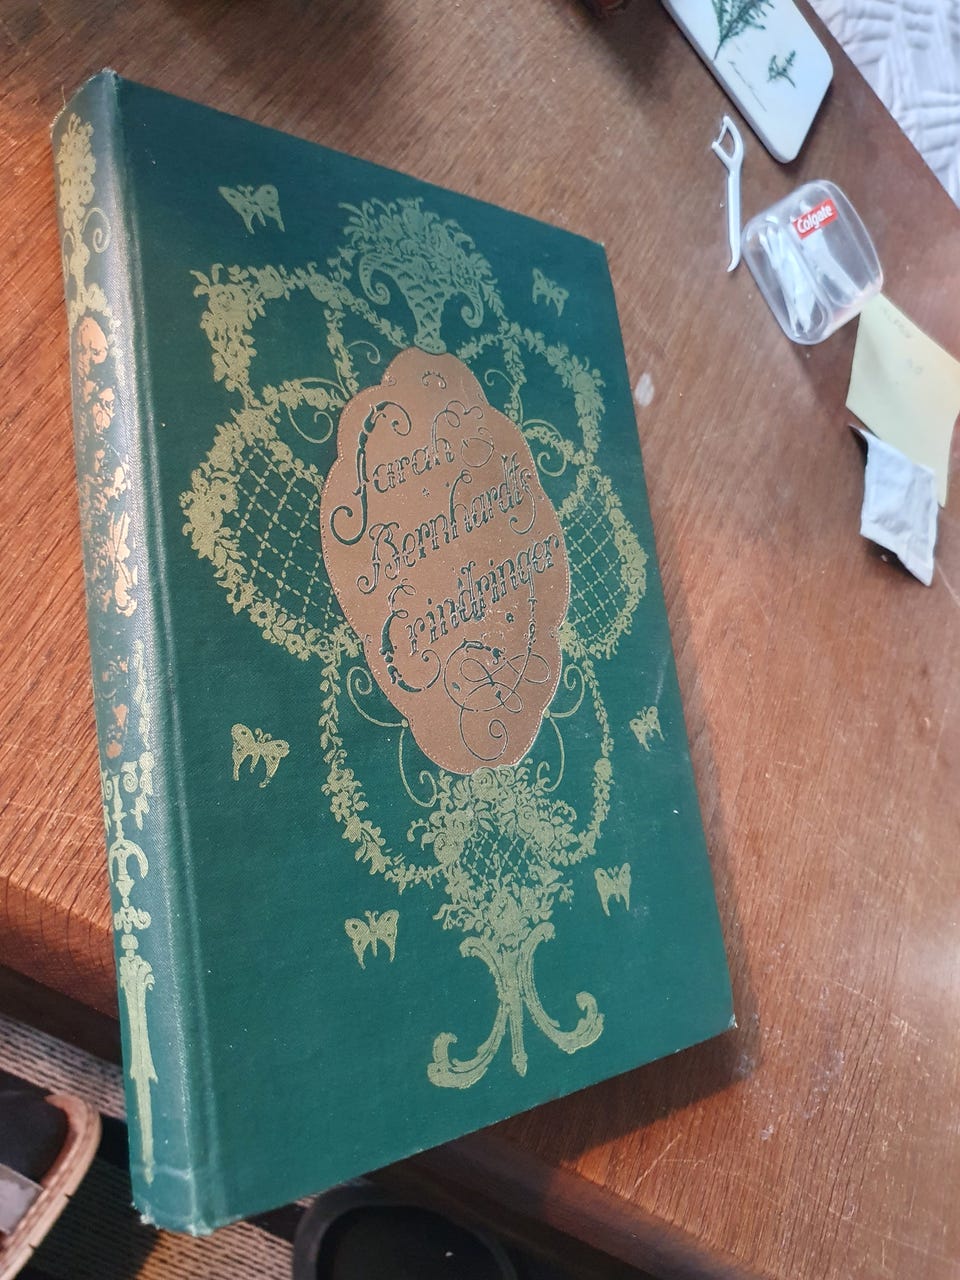 Sarah
Bernhardts
Erindringer
Colgate